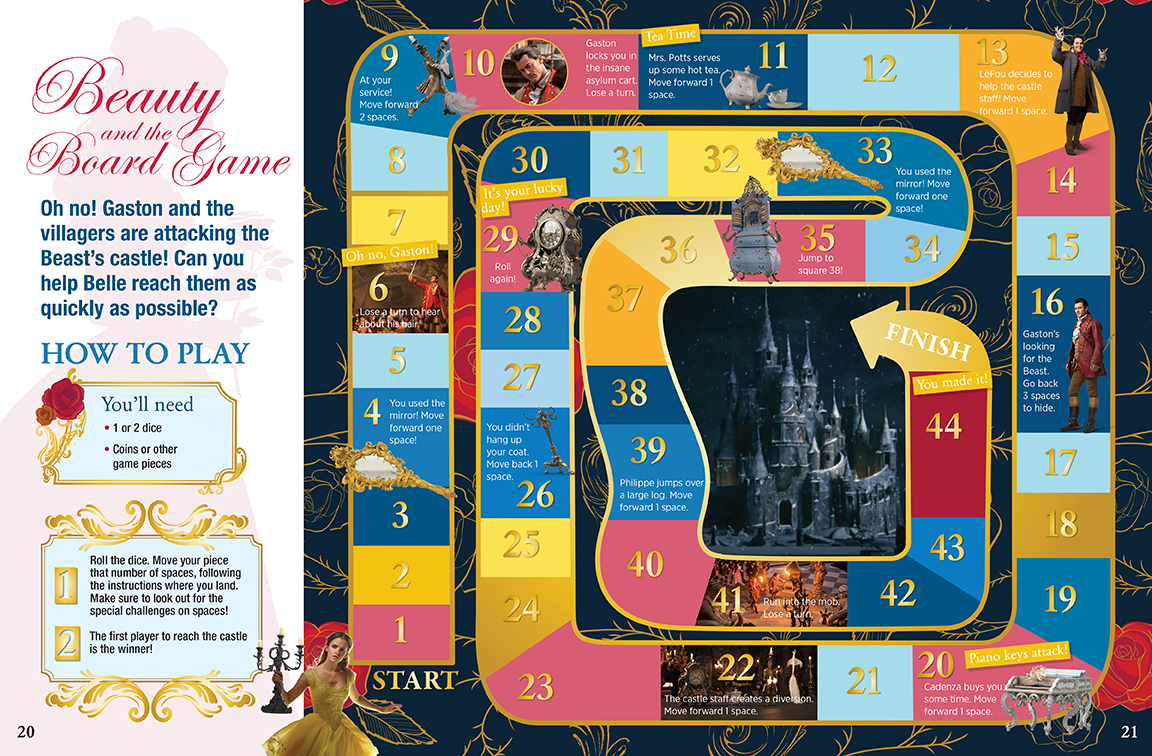 Beauty
and the
Board Game
Oh no! Gaston and the
villagers are attacking the
Beast's castle! Can you
help Belle reach them as
quickly as possible?
HOW TO PLAY
You'll need
• 1 or 2 dice
• Coins or other
game pieces
1
Roll the dice. Move your piece
that number of spaces, following
the instructions where you land.
Make sure to look out for the
special challenges on spaces!
2
The first player to reach the castle
is the winner!
20
START
1
2
3
4
You used the
mirror! Move
forward one
space!
5
Oh no, Gaston!
6
Lose a turn to hear
about his hair.
7
8
9
At your
service!
Move forward
2 spaces.
10
Gaston
locks you in
the insane
asylum cart.
Lose a turn.
Tea Time
11
Mrs. Potts serves
up some hot tea.
Move forward 1
space.
12
13
LeFou decides to
help the castle
staff! Move
forward 1 space.
14
15
16
Gaston's
looking
for the
Beast.
Go back
3 spaces
to hide.
17
18
19
Piano keys attack!
20
Cadenza buys you
some time. Move
forward 1 space.
21
22
The castle staff creates a diversion.
Move forward 1 space.
23
24
25
You didn't
hang up
your coat.
Move back 1
space.
26
27
28
It's your lucky
day!
29
Roll
again!
30
31
32
33
You used the
mirror! Move
forward one
space!
34
35
Jump to
square 38!
36
37
38
39
Philippe jumps over
a large log. Move
forward 1 space.
40
41
Run into the mob.
Lose a turn.
42
43
44
You made it!
FINISH
21